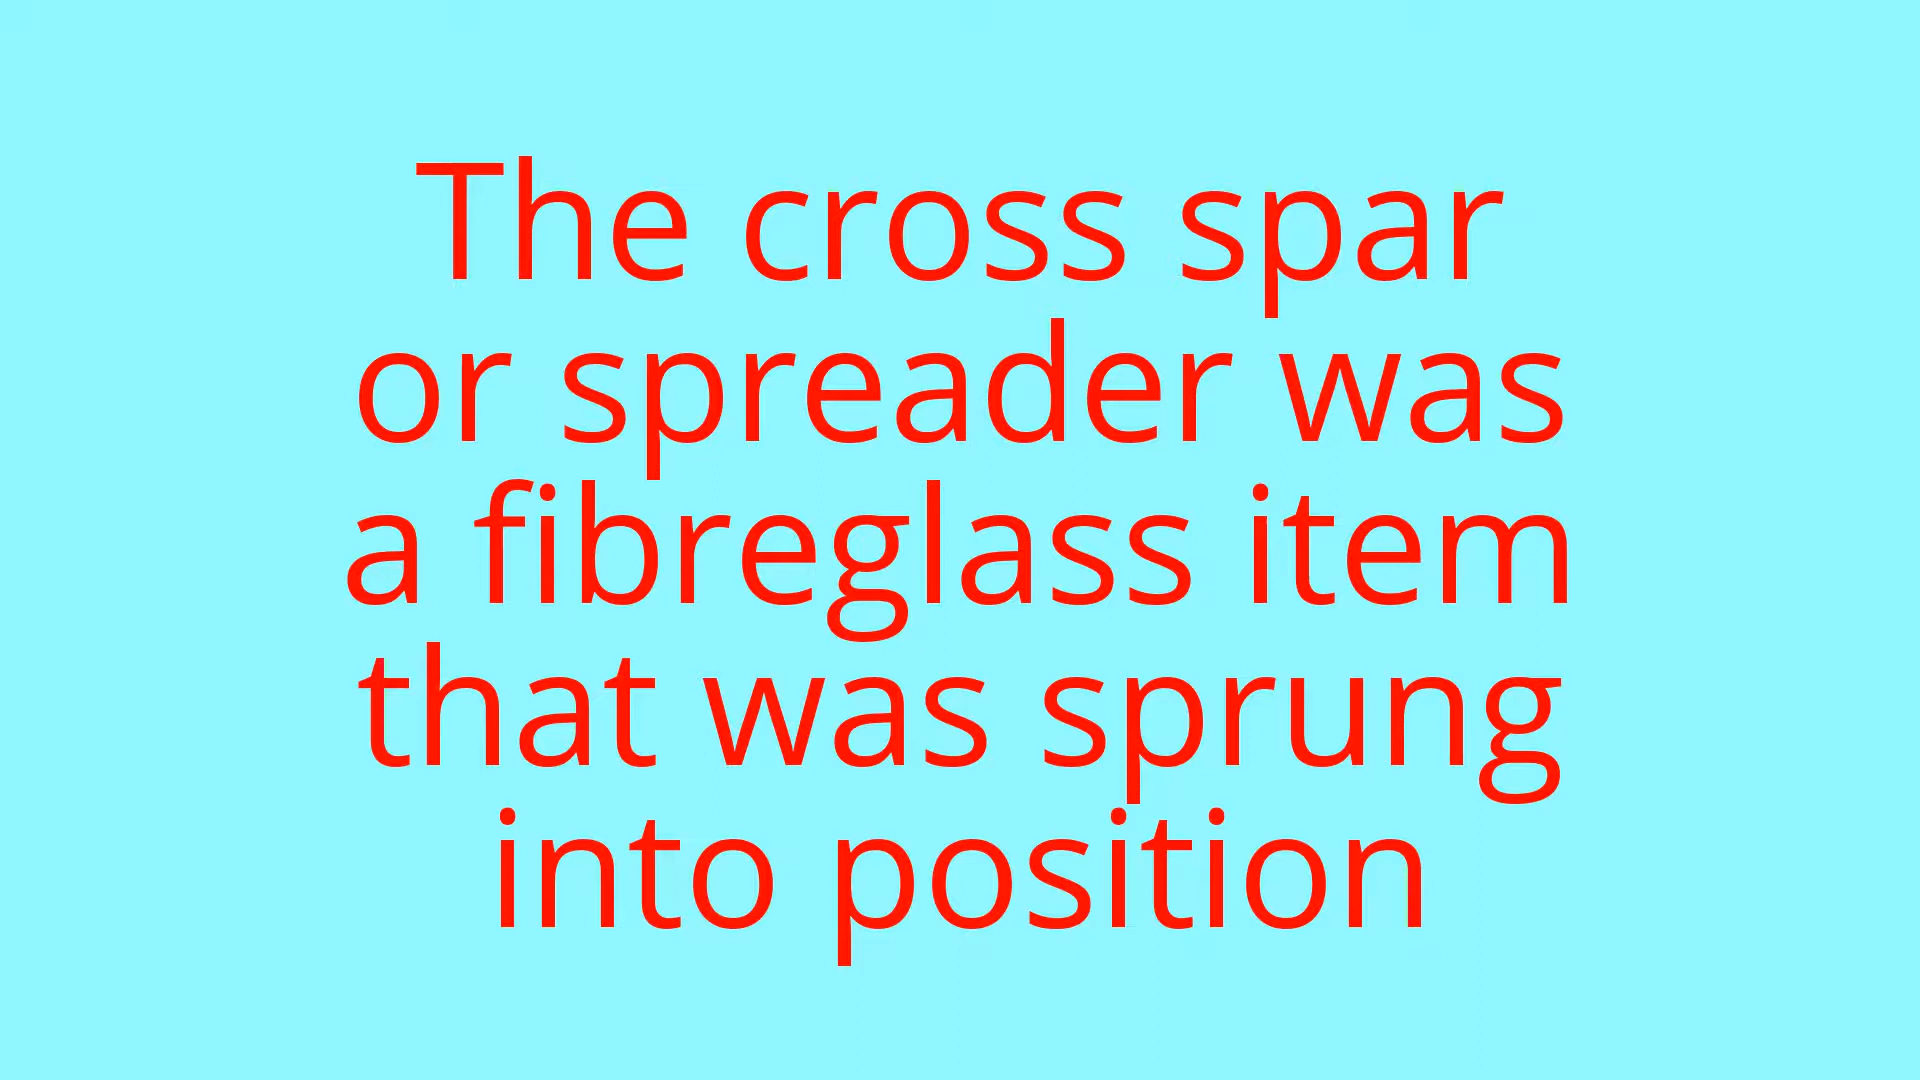 The cross spar
or spreader was
a fibreglass item
that was sprung
into position